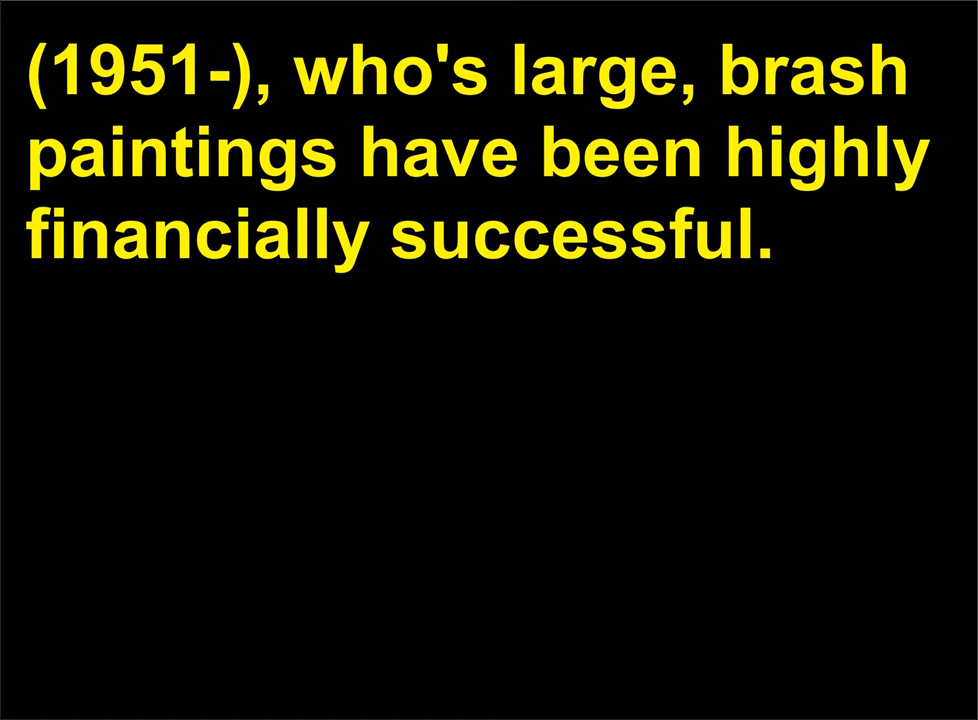 (1951-), who's large, brash
paintings have been highly
financially successful.